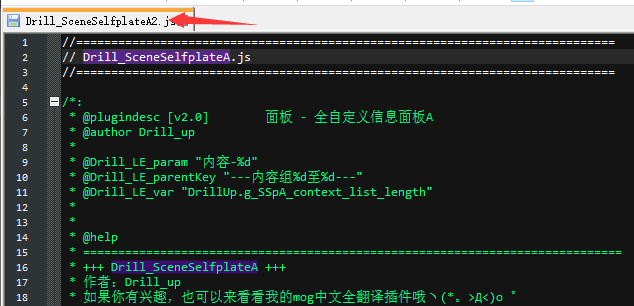 Drill_SceneSelfplateA2.js
1 //=============================================================================
2 // Drill_SceneSelfplateA.js
3 //=============================================================================
4
5 /*:
6 * @plugindesc [v2.0] 面板 - 全自定义信息面板A
7 * @author Drill_up
8 *
9 * @Drill_LE_param "内容-%d"
10 * @Drill_LE_parentKey "---内容组%d至%d---"
11 * @Drill_LE_var "DrillUp.g_SSpA_context_list_length"
12 *
13 *
14 * @help
15 * =============================================================================
16 * +++ Drill_SceneSelfplateA +++
17 * 作者: Drill_up
18 * 如果你有兴趣，也可以来看看我的mog中文全翻译插件哦ヽ(*。>Д<)o ゜